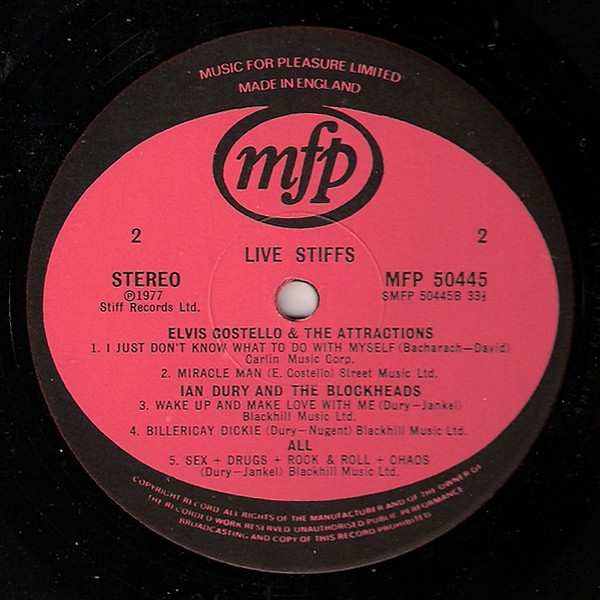 MUSIC FOR PLEASURE LIMITED
MADE IN ENGLAND
mfp
2
2
LIVE STIFFS
STEREO
MFP 50445
℗1977
SMFP 50445B 33⅓
Stiff Records Ltd.
ELVIS COSTELLO & THE ATTRACTIONS
1. I JUST DON'T KNOW WHAT TO DO WITH MYSELF (Bacharach—David)
Carlin Music Corp.
2. MIRACLE MAN (E. Costello) Street Music Ltd.
IAN DURY AND THE BLOCKHEADS
3. WAKE UP AND MAKE LOVE WITH ME (Dury—Jankel)
Blackhill Music Ltd.
4. BILLERICAY DICKIE (Dury—Nugent) Blackhill Music Ltd.
ALL
5. SEX + DRUGS + ROCK & ROLL + CHAOS
(Dury—Jankel) Blackhill Music Ltd.
COPYRIGHT RECORD. ALL RIGHTS OF THE MANUFACTURER AND OF THE OWNER OF
THE RECORDED WORK RESERVED UNAUTHORISED PUBLIC PERFORMANCE
BROADCASTING AND COPY OF THIS RECORD PROHIBITED